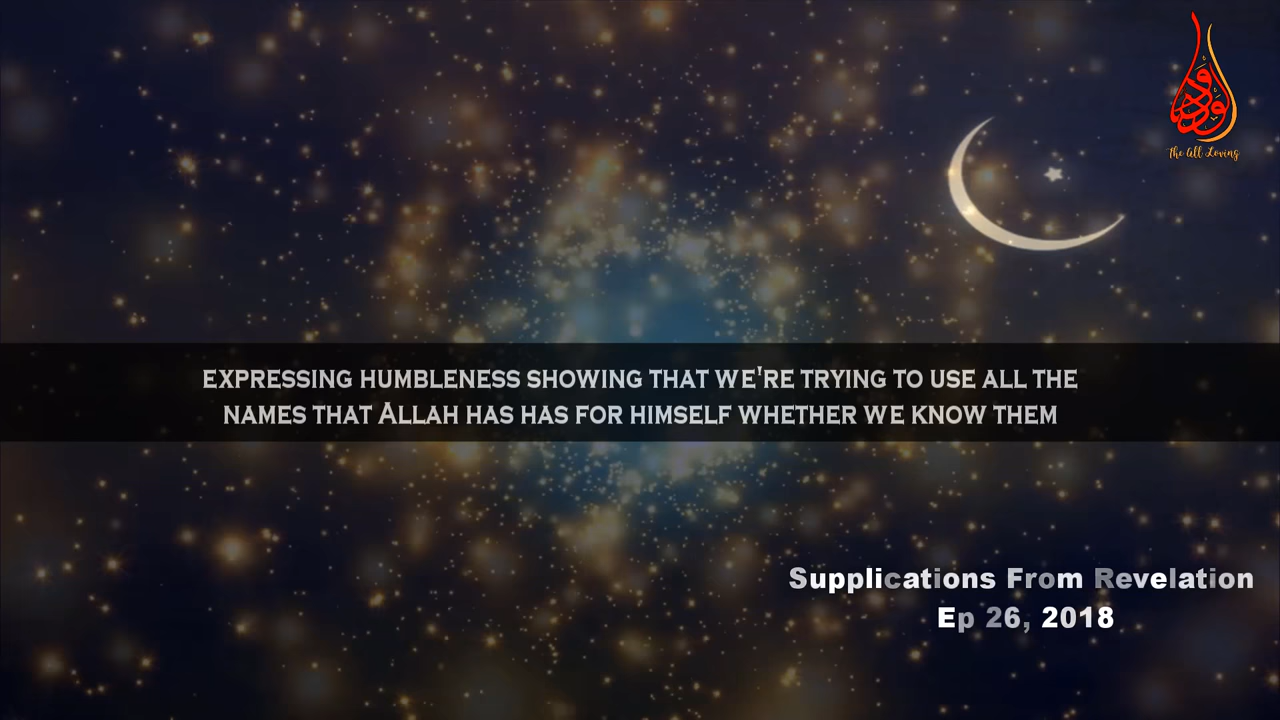 الودود
The All Loving
EXPRESSING HUMBLENESS SHOWING THAT WE'RE TRYING TO USE ALL THE
NAMES THAT ALLAH HAS HAS FOR HIMSELF WHETHER WE KNOW THEM
Supplications From Revelation
Ep 26, 2018